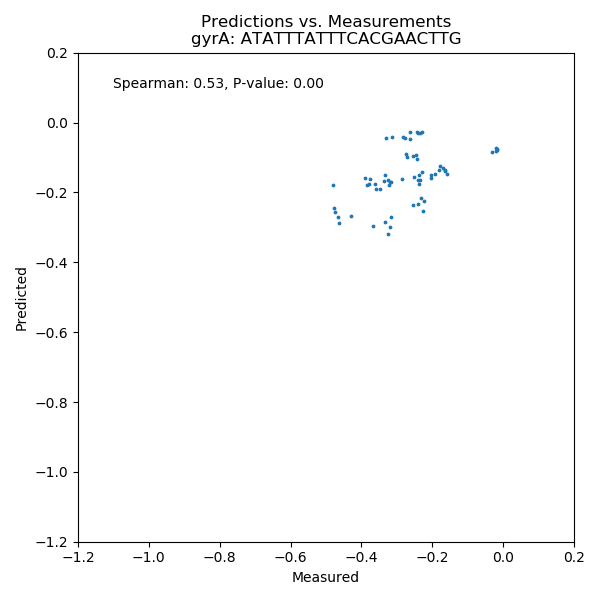 Predictions vs. Measurements
gyrA: ATATTTATTTCACGAACTTG
Spearman: 0.53, P-value: 0.00
0.2
0.0
−0.2
−0.4
−0.6
−0.8
−1.0
−1.2
Predicted
−1.2 −1.0 −0.8 −0.6 −0.4 −0.2 0.0 0.2
Measured